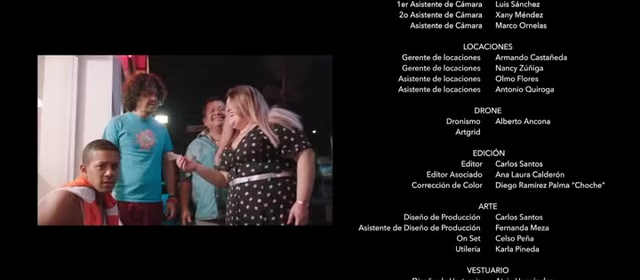 1er Asistente de Cámara Luis Sánchez
2o Asistente de Cámara Xany Méndez
Asistente de Cámara Marco Ornelas
LOCACIONES
Gerente de locaciones Armando Castañeda
Gerente de locaciones Nancy Zúñiga
Asistente de locaciones Olmo Flores
Asistente de locaciones Antonio Quiroga
DRONE
Dronismo Alberto Ancona
Artgrid
EDICIÓN
Editor Carlos Santos
Editor Asociado Ana Laura Calderón
Corrección de Color Diego Ramírez Palma “Choche”
ARTE
Diseño de Producción Carlos Santos
Asistente de Diseño de Producción Fernanda Meza
On Set Celso Peña
Utilería Karla Pineda
VESTUARIO